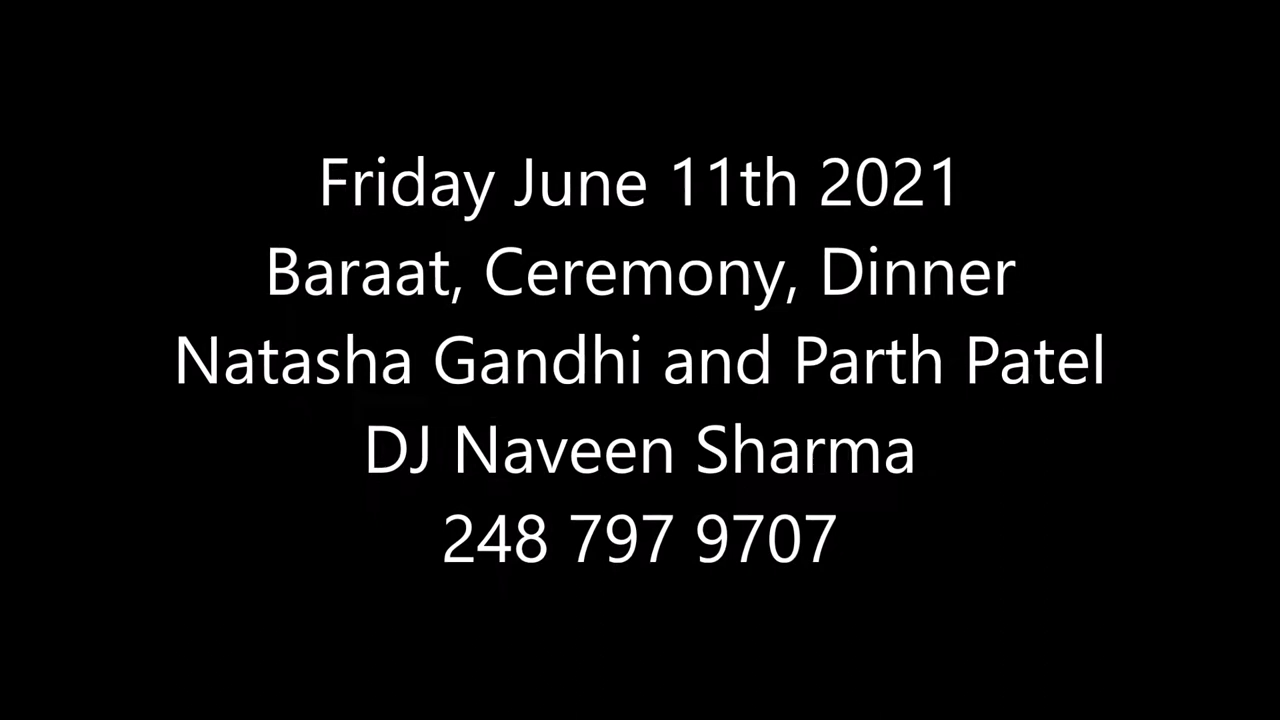 Friday June 11th 2021
Baraat, Ceremony, Dinner
Natasha Gandhi and Parth Patel
DJ Naveen Sharma
248 797 9707